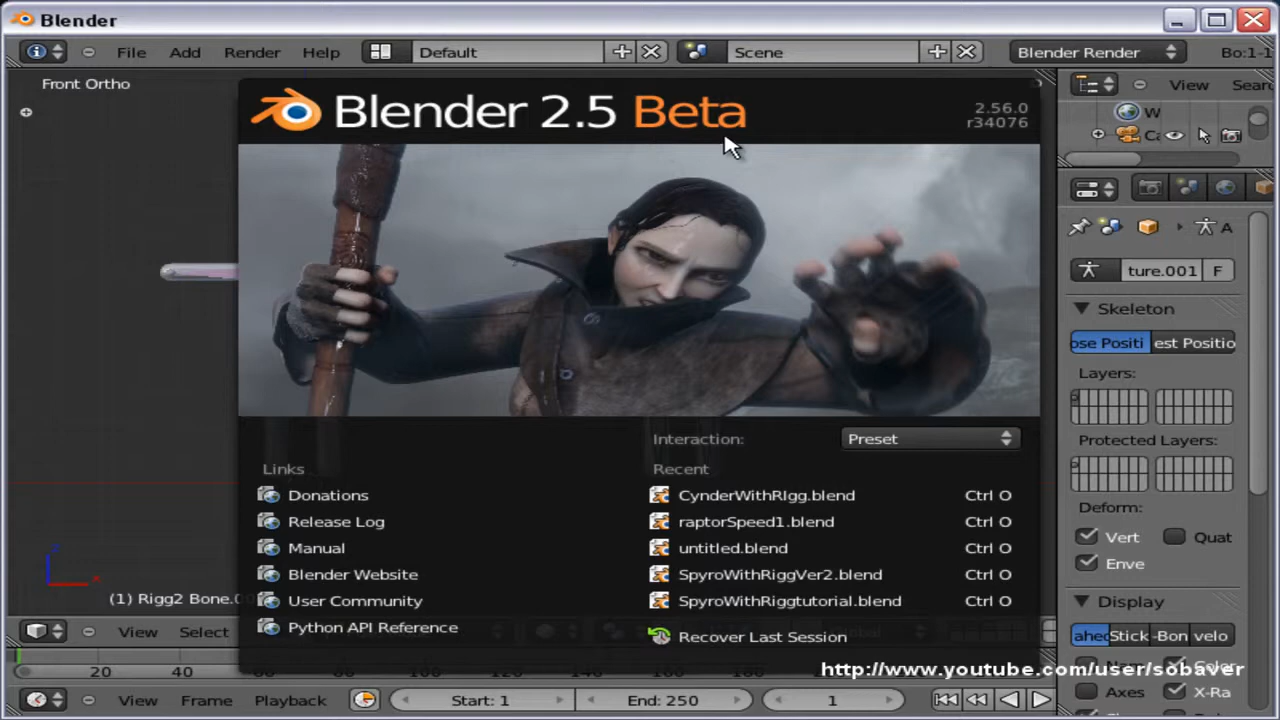 Blender
File Add Render Help Default Scene Blender Render Bo:1-1
Front Ortho
Blender 2.5 Beta
2.56.0
r34076
View
Interaction: Preset
Links
Donations
Release Log
Manual
Blender Website
User Community
Python API Reference
Recent
CynderWithRIgg.blend Ctrl O
raptorSpeed1.blend Ctrl O
untitled.blend Ctrl O
SpyroWithRiggVer2.blend Ctrl O
SpyroWithRiggtutorial.blend Ctrl O
Recover Last Session
ture.001 F
Skeleton
ose Positi est Positio
Layers:
Protected Layers:
Deform:
Vert Quat
Enve
Display
Stick -Bon velo
Axes X-Ra
(1) Rigg2 Bone.0
View Select
20 40
http://www.youtube.com/user/sobaver
View Frame Playback Start: 1 End: 250 1